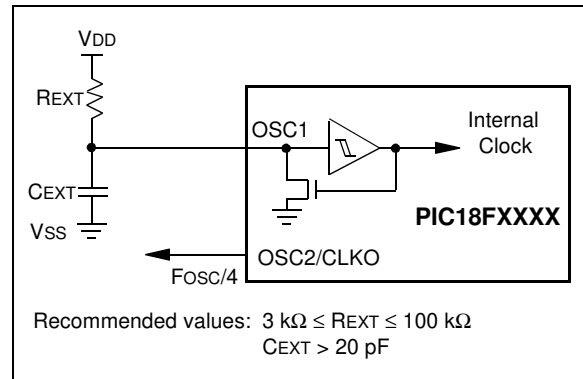 VDD
REXT
OSC1
Internal
Clock
CEXT
PIC18FXXXX
VSS
OSC2/CLKO
FOSC/4
Recommended values: 3 kΩ ≤ REXT ≤ 100 kΩ
CEXT > 20 pF